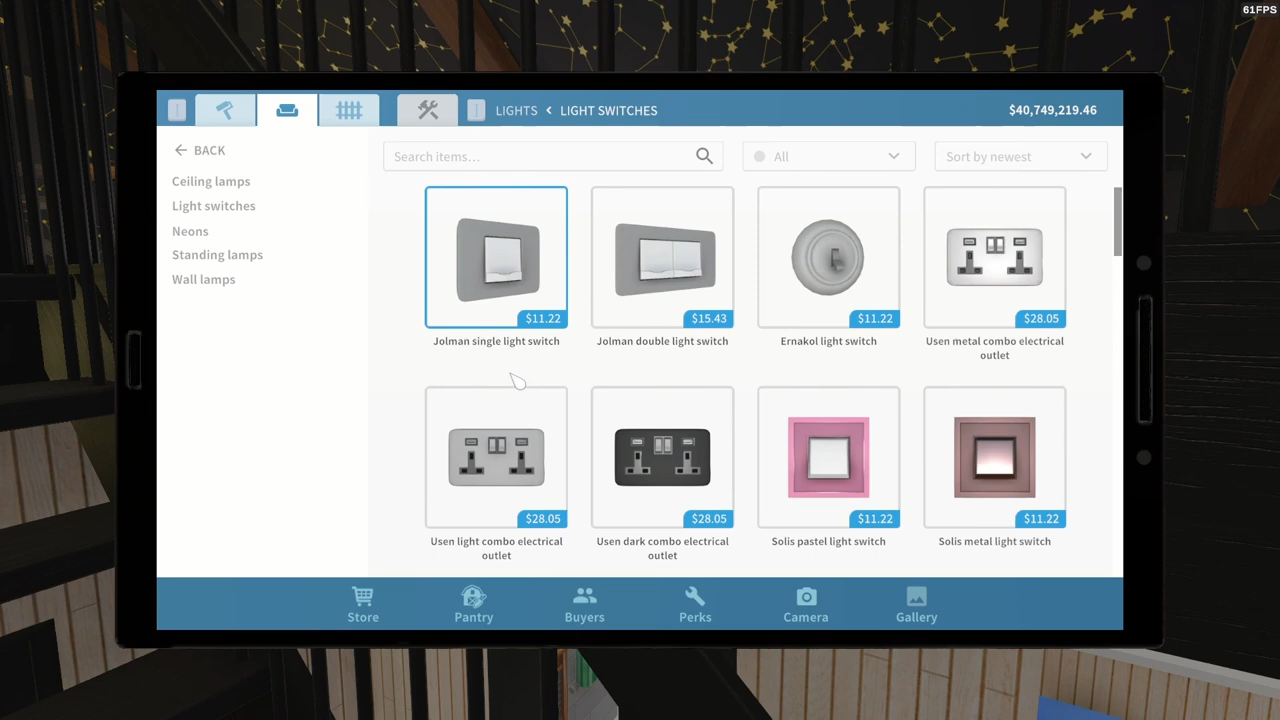 61FPS
LIGHTS < LIGHT SWITCHES
$40,749,219.46
BACK
Search items...
All
Sort by newest
Ceiling lamps
Light switches
Neons
Standing lamps
Wall lamps
$11.22
$15.43
$11.22
$28.05
Jolman single light switch
Jolman double light switch
Ernakol light switch
Usen metal combo electrical
outlet
$28.05
$28.05
$11.22
$11.22
Usen light combo electrical
outlet
Usen dark combo electrical
outlet
Solis pastel light switch
Solis metal light switch
Store
Pantry
Buyers
Perks
Camera
Gallery